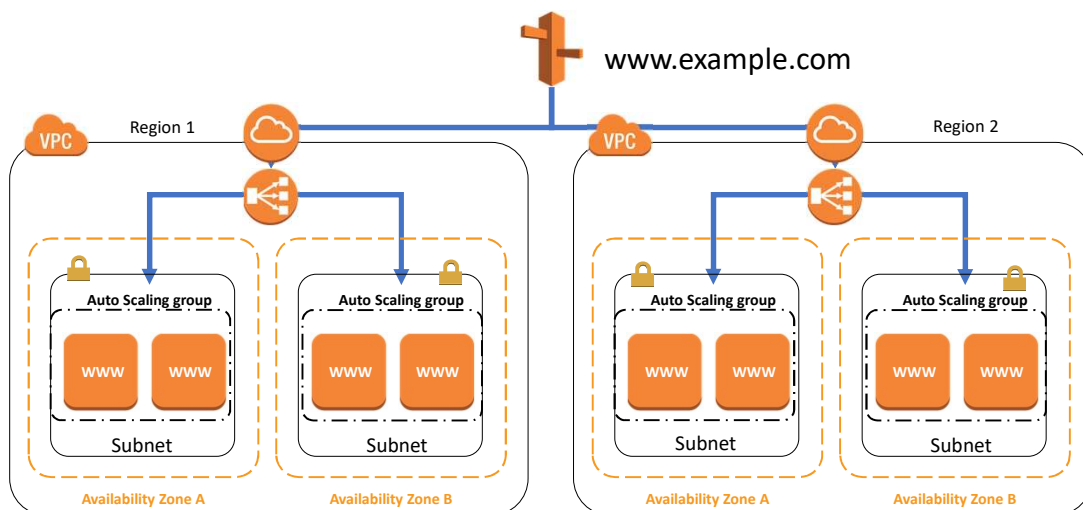 www.example.com
VPC
Region 1
VPC
Region 2
Auto Scaling group
www
www
Subnet
Availability Zone A
Auto Scaling group
www
www
Subnet
Availability Zone B
Auto Scaling group
www
www
Subnet
Availability Zone A
Auto Scaling group
www
www
Subnet
Availability Zone B